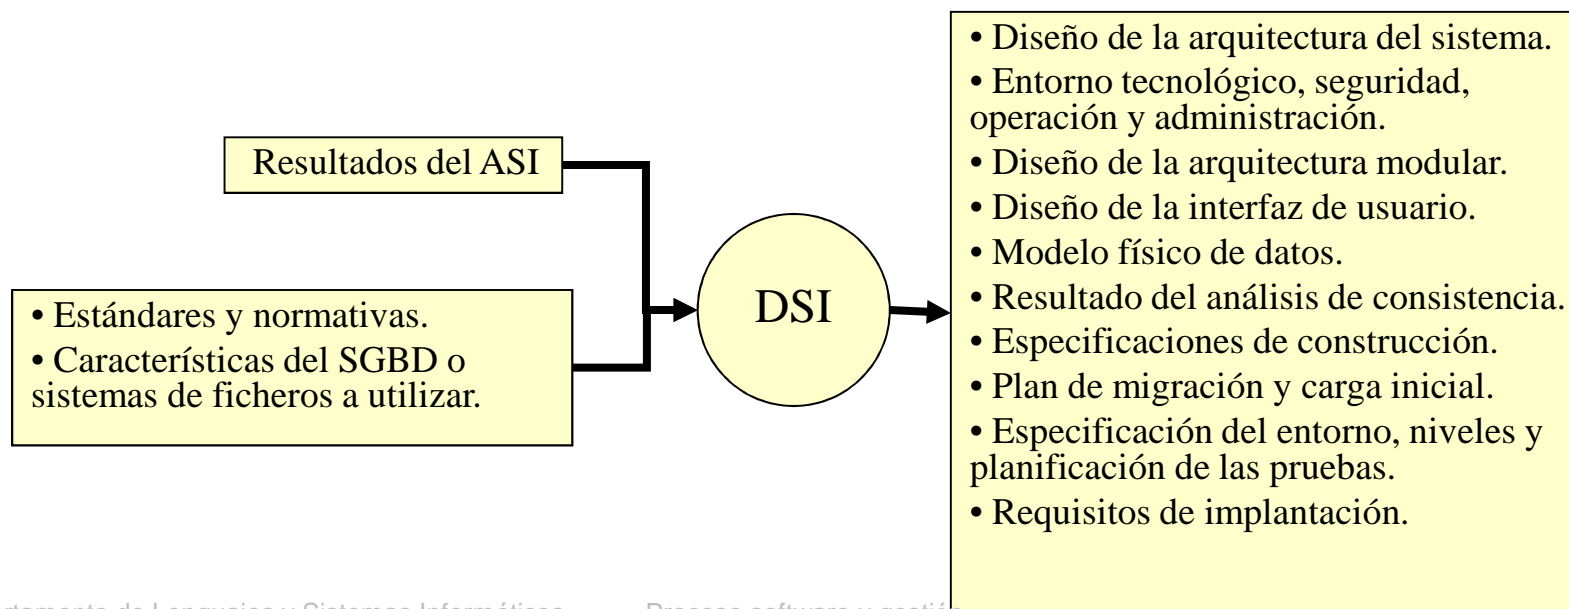 Resultados del ASI
• Estándares y normativas.
• Características del SGBD o
sistemas de ficheros a utilizar.
DSI
• Diseño de la arquitectura del sistema.
• Entorno tecnológico, seguridad,
operación y administración.
• Diseño de la arquitectura modular.
• Diseño de la interfaz de usuario.
• Modelo físico de datos.
• Resultado del análisis de consistencia.
• Especificaciones de construcción.
• Plan de migración y carga inicial.
• Especificación del entorno, niveles y
planificación de las pruebas.
• Requisitos de implantación.